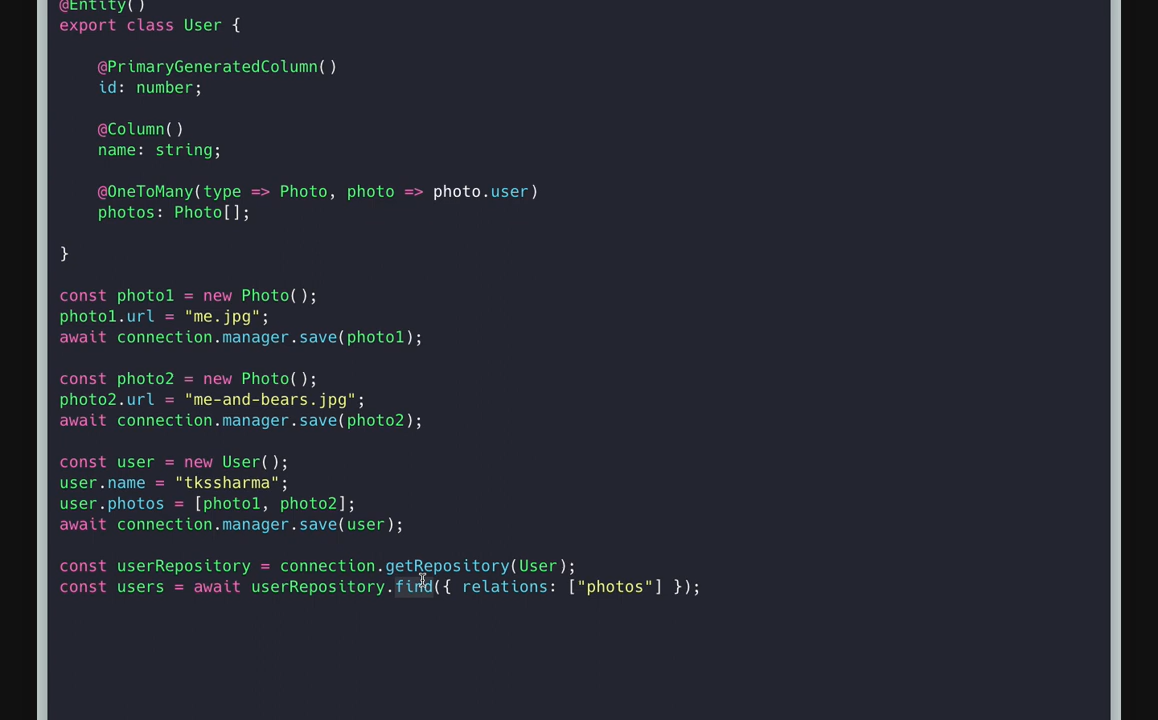 @Entity()
export class User {
@PrimaryGeneratedColumn()
id: number;
@Column()
name: string;
@OneToMany(type => Photo, photo => photo.user)
photos: Photo[];
}
const photo1 = new Photo();
photo1.url = "me.jpg";
await connection.manager.save(photo1);
const photo2 = new Photo();
photo2.url = "me-and-bears.jpg";
await connection.manager.save(photo2);
const user = new User();
user.name = "tkssharma";
user.photos = [photo1, photo2];
await connection.manager.save(user);
const userRepository = connection.getRepository(User);
const users = await userRepository.find({ relations: ["photos"] });